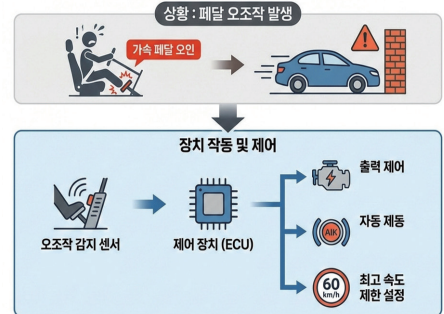 상황 : 페달 오조작 발생
가속 페달 오인
장치 작동 및 제어
오조작 감지 센서
제어 장치 (ECU)
출력 제어
AIK
자동 제동
60
km/h
최고 속도
제한 설정